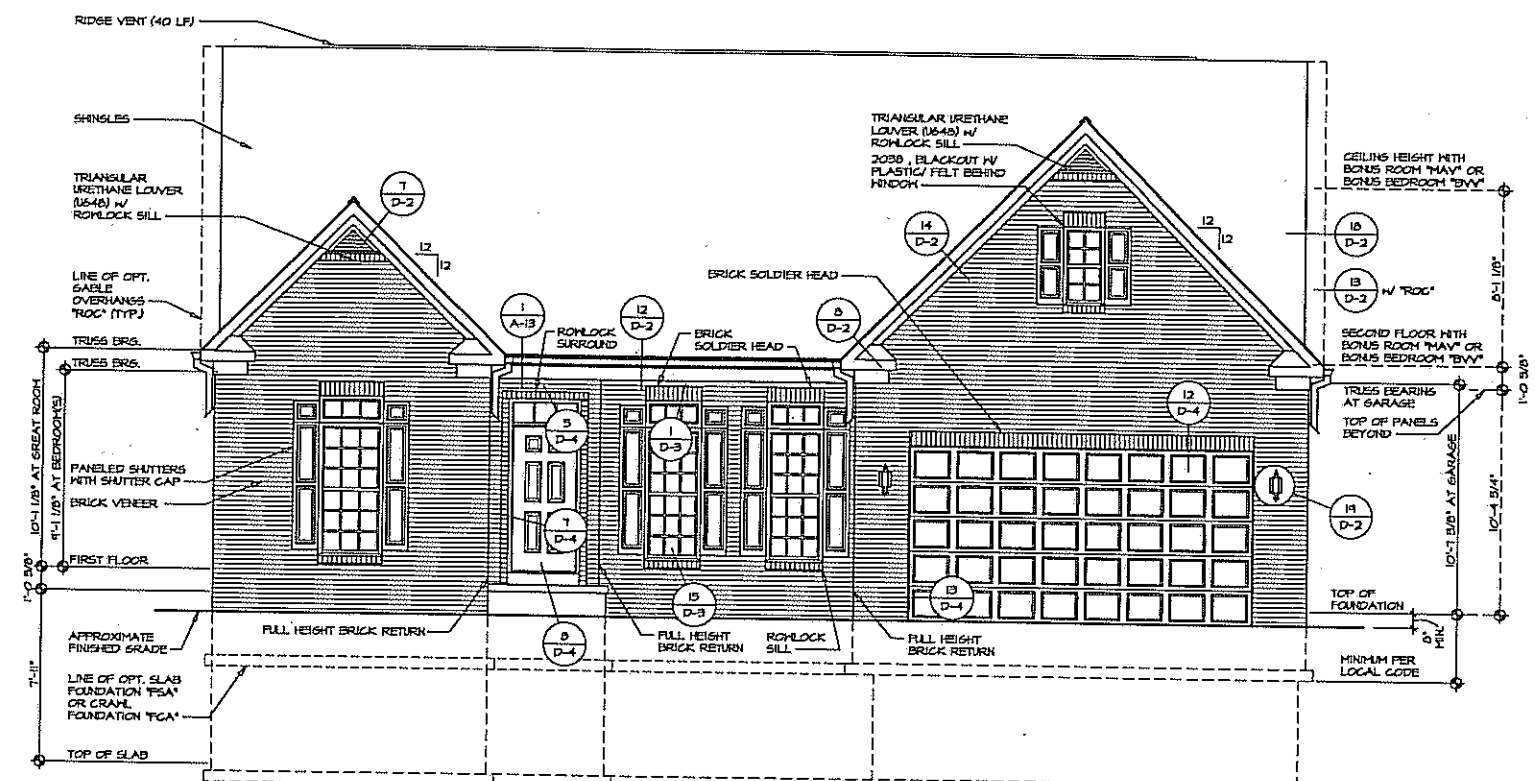 RIDGE VENT (40 LF)
SHINGLES
TRIANGULAR
URETHANE LOUVER
(U648) W/
ROWLOCK SILL
7
D-2
12
12
LINE OF OPT.
GABLE
OVERHANGS
"ROG" (TYP.)
TRUSS BRG.
TRUSS BRG.
10'-1 1/8" AT GREAT ROOM
9'-1 1/8" AT BEDROOM(S)
PANELED SHUTTERS
WITH SHUTTER CAP
BRICK VENEER
FIRST FLOOR
1'-0 5/8"
APPROXIMATE
FINISHED GRADE
7'-11"
LINE OF OPT. SLAB
FOUNDATION "FSA"
OR CRAWL
FOUNDATION "FCA"
TOP OF SLAB
1
A-13
ROWLOCK
SURROUND
12
D-2
BRICK
SOLDIER HEAD
5
D-4
1
D-3
7
D-4
15
D-3
8
D-4
FULL HEIGHT BRICK RETURN
FULL HEIGHT
BRICK RETURN
ROWLOCK
SILL
FULL HEIGHT
BRICK RETURN
TRIANGULAR URETHANE
LOUVER (U648) W/
ROWLOCK SILL
2038, BLACKOUT W/
PLASTIC/ FELT BEHIND
WINDOW
14
D-2
BRICK SOLDIER HEAD
8
D-2
12
12
12
D-4
13
D-4
19
D-2
CEILING HEIGHT WITH
BONUS ROOM "MAV" OR
BONUS BEDROOM "BVV"
D-2
13
D-2
W/ "ROG"
8'-1 1/8"
SECOND FLOOR WITH
BONUS ROOM "MAV" OR
BONUS BEDROOM "BVV"
1'-0 5/8"
TRUSS BEARING
AT GARAGE
TOP OF PANELS
BEYOND
AT GARAGE
10'-4 3/4"
TOP OF
FOUNDATION
8"
MIN.
MINIMUM PER
LOCAL CODE